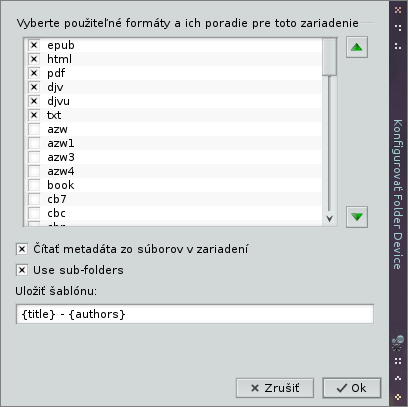 Vyberte použiteľné formáty a ich poradie pre toto zariadenie
epub
html
pdf
djv
djvu
txt
azw
azw1
azw3
azw4
book
cb7
cbc
Čítať metadáta zo súborov v zariadení
Use sub-folders
Uložiť šablónu:
{title} - {authors}
Zrušiť
Ok
Konfigurovať Folder Device